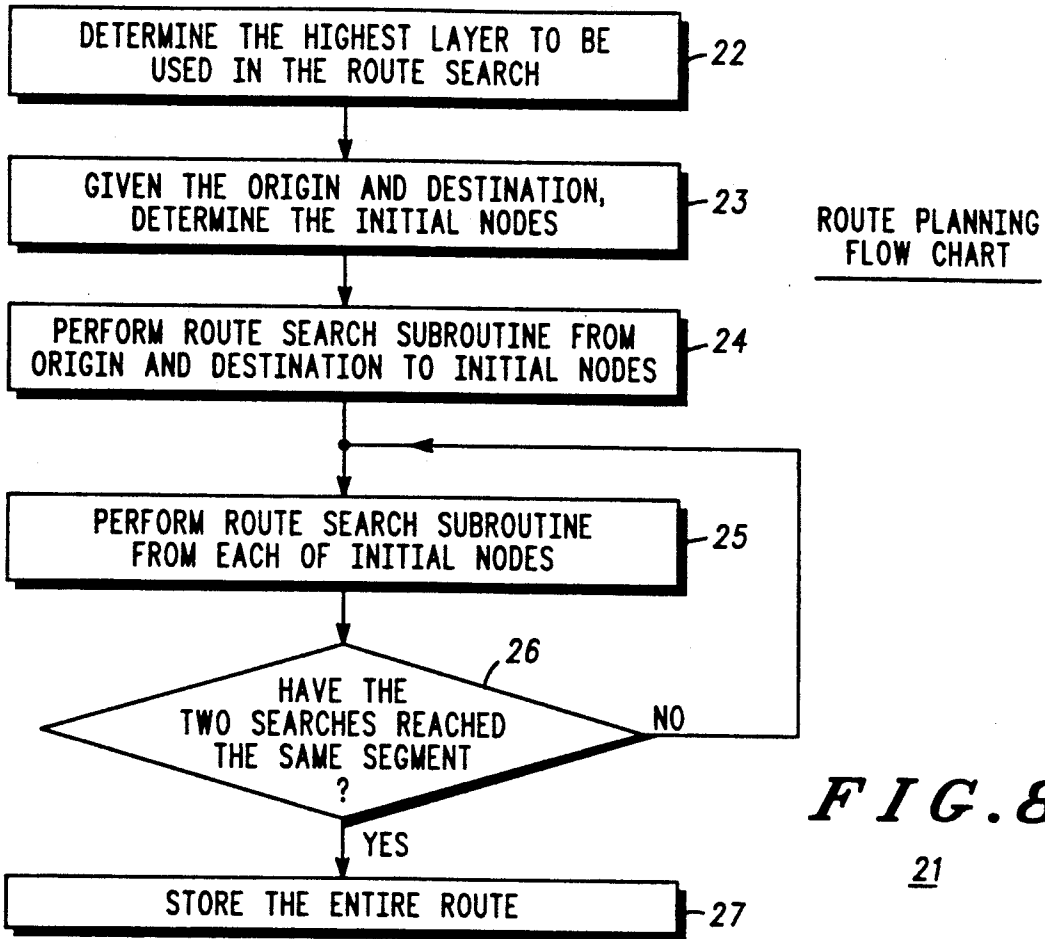 DETERMINE THE HIGHEST LAYER TO BE
USED IN THE ROUTE SEARCH
22
GIVEN THE ORIGIN AND DESTINATION,
DETERMINE THE INITIAL NODES
23
ROUTE PLANNING
FLOW CHART
PERFORM ROUTE SEARCH SUBROUTINE FROM
ORIGIN AND DESTINATION TO INITIAL NODES
24
PERFORM ROUTE SEARCH SUBROUTINE
FROM EACH OF INITIAL NODES
25
26
HAVE THE
TWO SEARCHES REACHED
THE SAME SEGMENT
?
NO
YES
FIG.8
21
STORE THE ENTIRE ROUTE
27